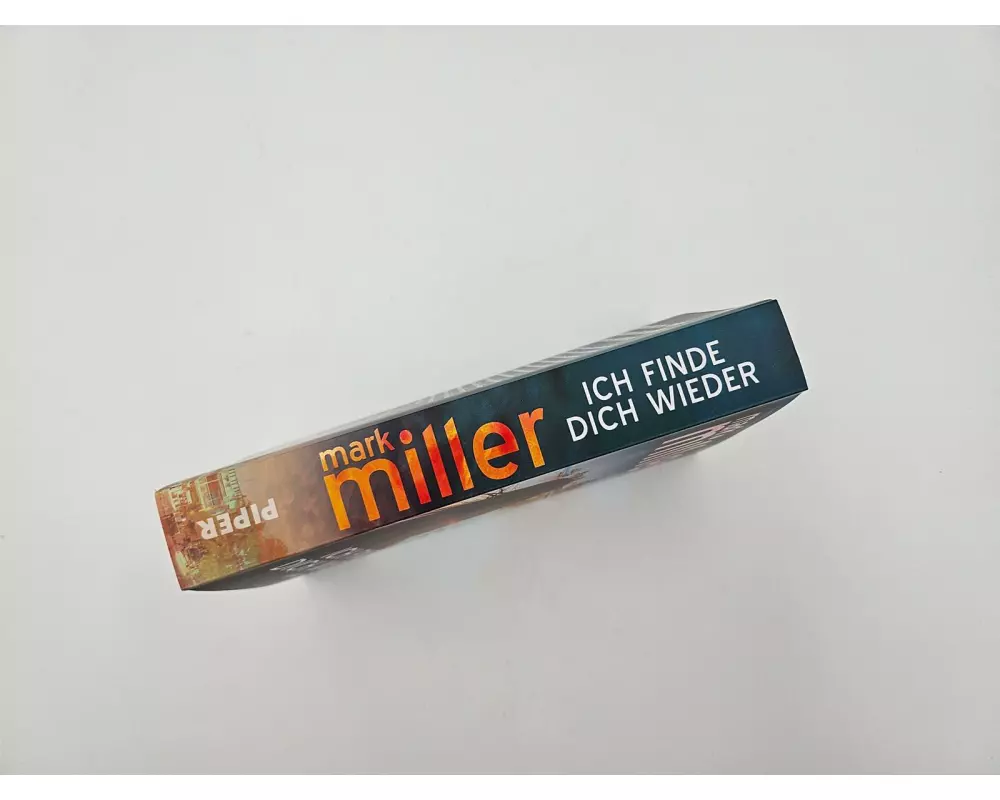 mark
miller
ICH FINDE
DICH WIEDER
PIPER